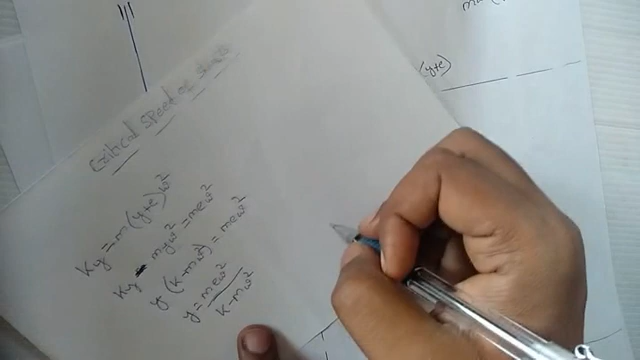 Critical Speed of Shaft
Ky = m(y+e)ω²
Ky - myω² = meω²
y (k-mω²) = meω²
y = meω² / k-mω²
(y+e)